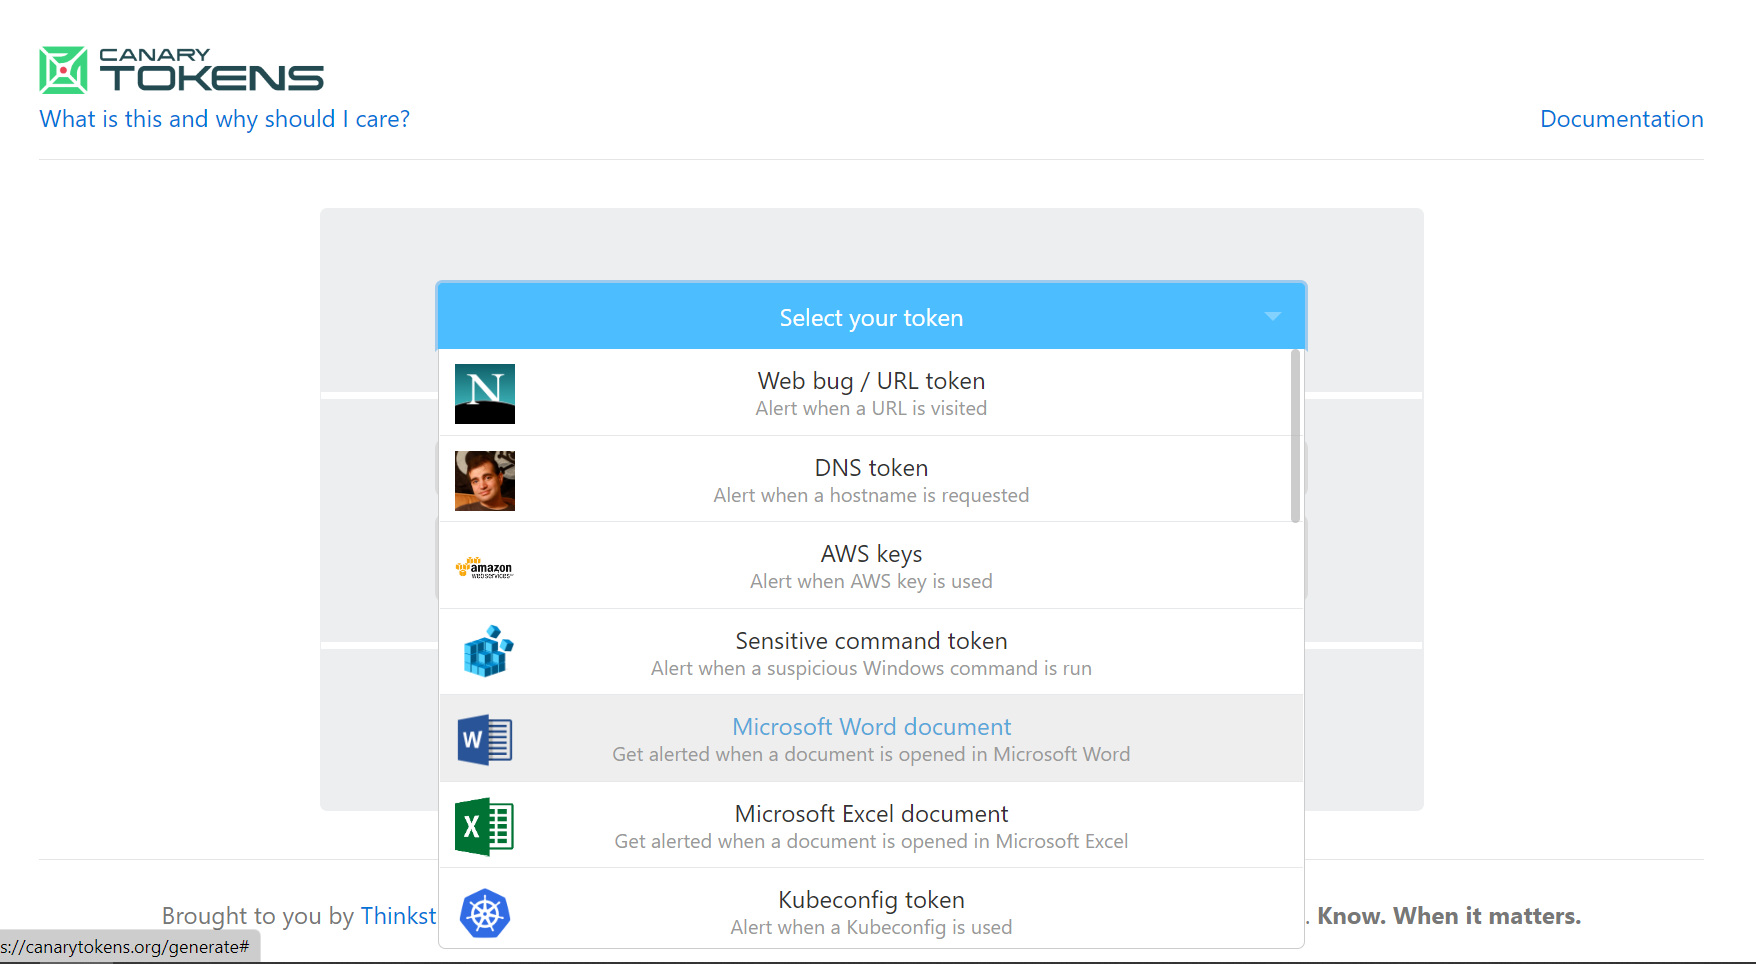 CANARY
TOKENS
What is this and why should I care?
Documentation
Select your token
Web bug / URL token
Alert when a URL is visited
DNS token
Alert when a hostname is requested
amazon
webservices™
AWS keys
Alert when AWS key is used
Sensitive command token
Alert when a suspicious Windows command is run
W
Microsoft Word document
Get alerted when a document is opened in Microsoft Word
X
Microsoft Excel document
Get alerted when a document is opened in Microsoft Excel
Kubeconfig token
Alert when a Kubeconfig is used
N
Brought to you by Thinkst
. Know. When it matters.
s://canarytokens.org/generate#